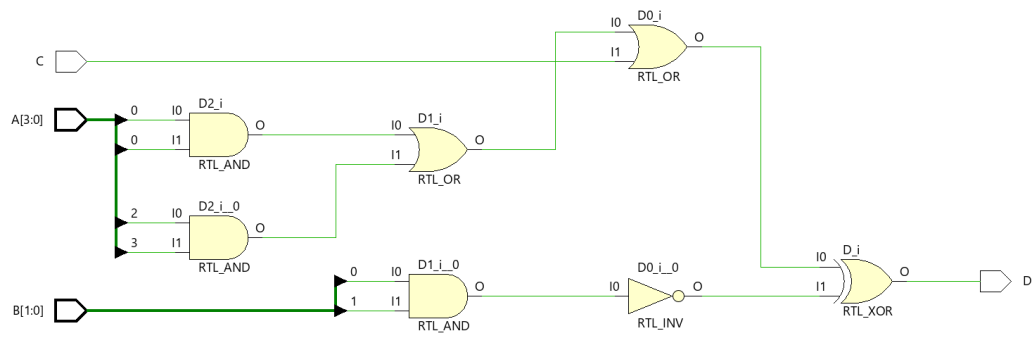 D0_i
I0
O
C
I1
RTL_OR
A[3:0]
0
I0
D2_i
O
0
I1
RTL_AND
D1_i
I0
O
I1
RTL_OR
D2_i__0
2
I0
O
3
I1
RTL_AND
D1_i__0
0
I0
O
1
I1
RTL_AND
B[1:0]
D0_i__0
I0
O
RTL_INV
D_i
I0
O
I1
RTL_XOR
D